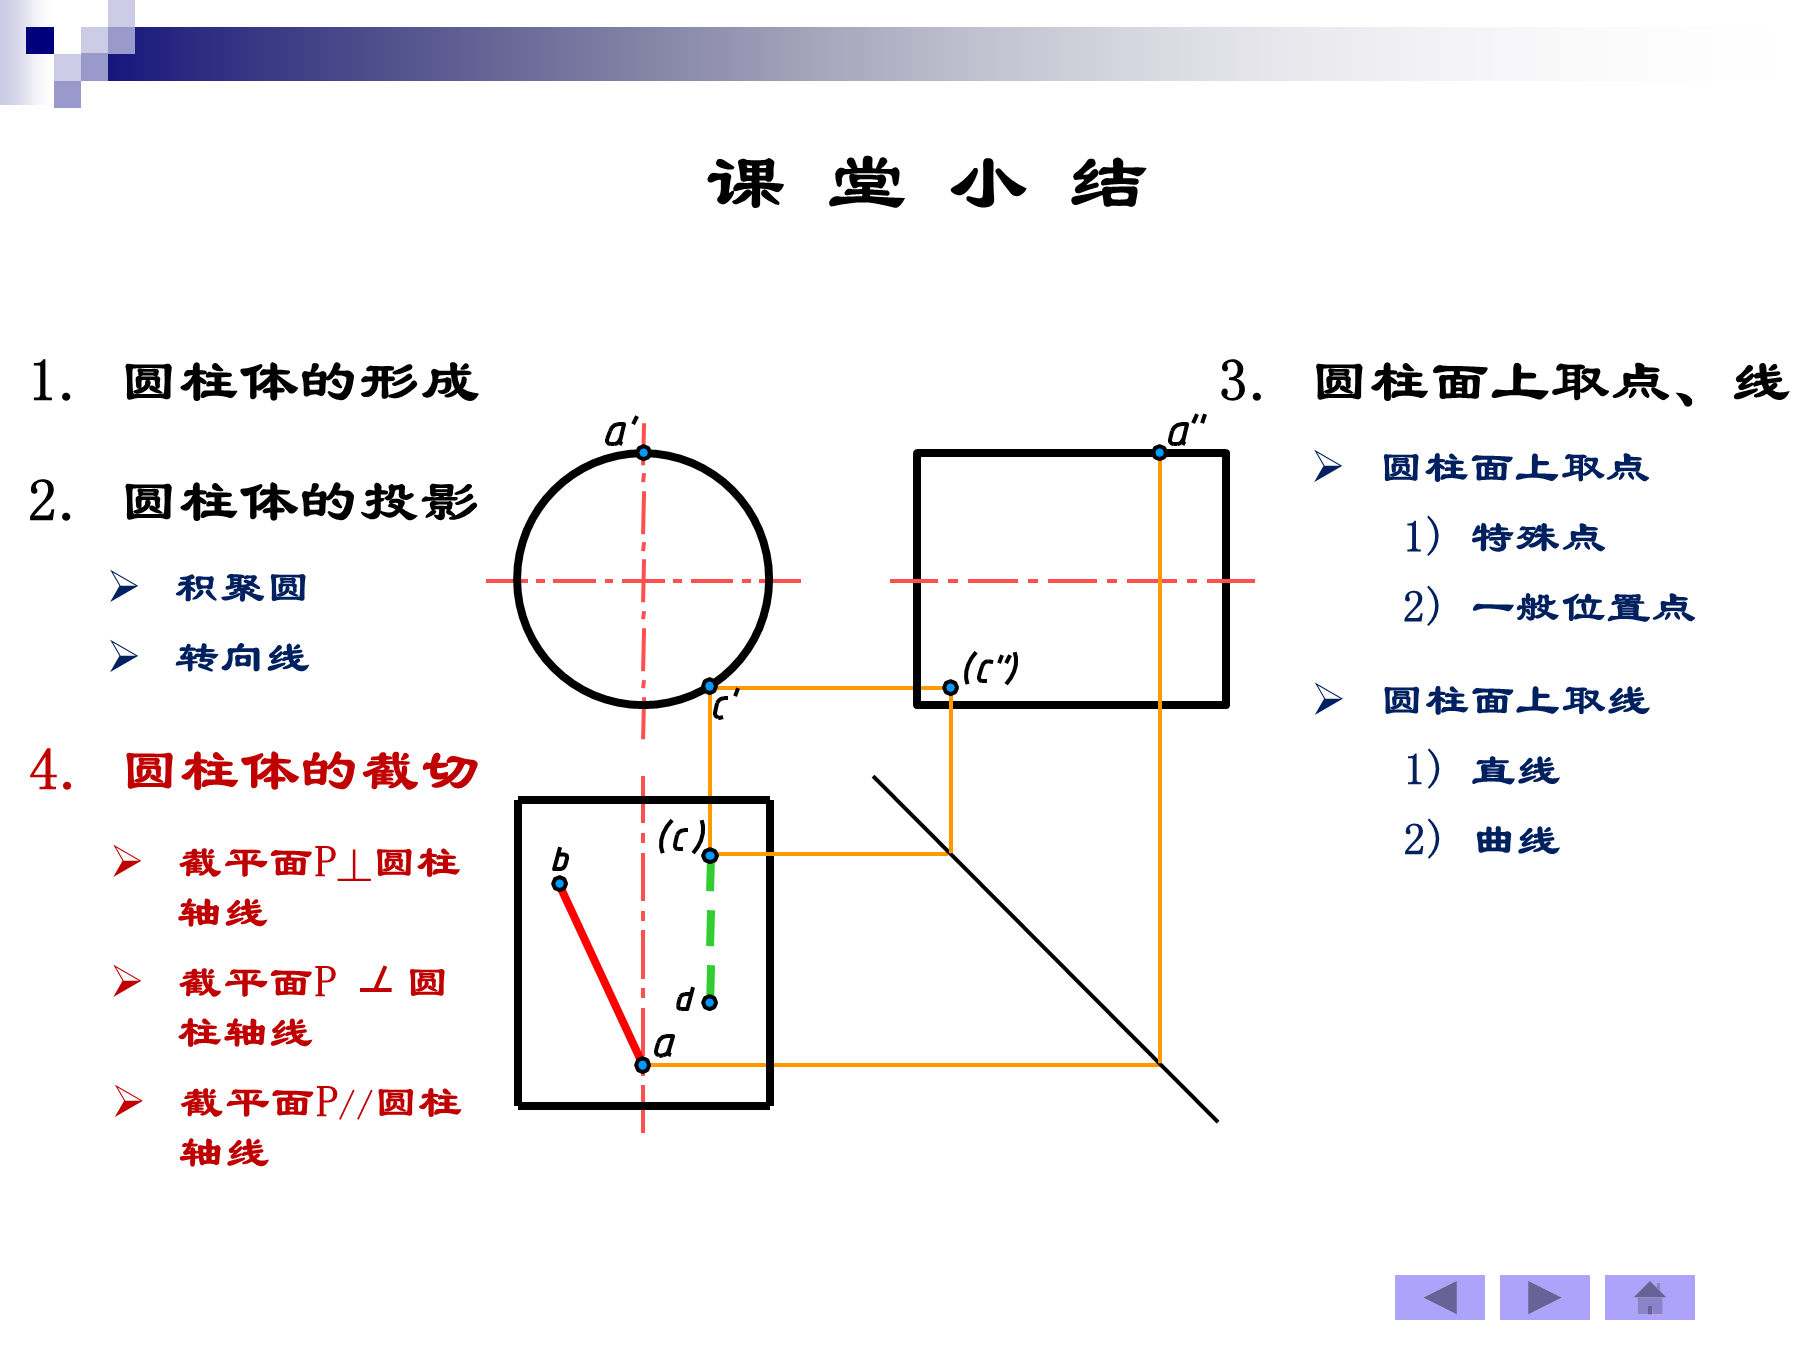 课 堂 小 结
1. 圆柱体的形成
2. 圆柱体的投影
➢ 积聚圆
➢ 转向线
4. 圆柱体的截切
➢ 截平面P⊥圆柱
轴线
➢ 截平面P ⊥ 圆
柱轴线
➢ 截平面P//圆柱
轴线
a′
c′
a″
(c″)
(c)
b
d
a
3. 圆柱面上取点、线
➢ 圆柱面上取点
1) 特殊点
2) 一般位置点
➢ 圆柱面上取线
1) 直线
2) 曲线